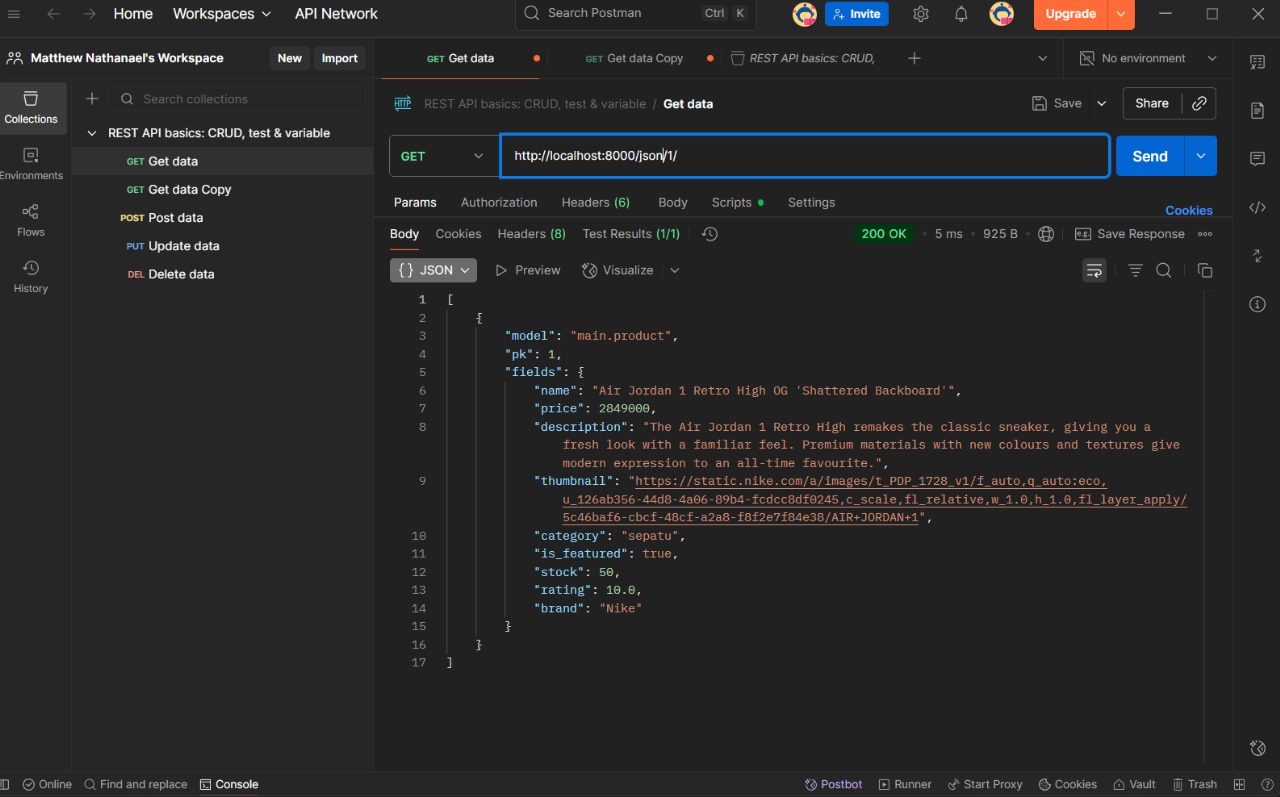 Home Workspaces API Network Search Postman Ctrl K Invite Upgrade
Matthew Nathanael's Workspace New Import
GET Get data GET Get data Copy REST API basics: CRUD, No environment
Collections
Environments
Flows
History
Search collections
REST API basics: CRUD, test & variable
GET Get data
GET Get data Copy
POST Post data
PUT Update data
DEL Delete data
HTTP REST API basics: CRUD, test & variable / Get data Save Share
GET http://localhost:8000/json/1/ Send
Params Authorization Headers (6) Body Scripts Settings Cookies
Body Cookies Headers (8) Test Results (1/1) 200 OK • 5 ms • 925 B • e.g. Save Response
{} JSON Preview Visualize
1 [
2 {
3 "model": "main.product",
4 "pk": 1,
5 "fields": {
6 "name": "Air Jordan 1 Retro High OG 'Shattered Backboard'",
7 "price": 2849000,
8 "description": "The Air Jordan 1 Retro High remakes the classic sneaker, giving you a
fresh look with a familiar feel. Premium materials with new colours and textures give
modern expression to an all-time favourite.",
9 "thumbnail": "https://static.nike.com/a/images/t_PDP_1728_v1/f_auto,q_auto:eco,
u_126ab356-44d8-4a06-89b4-fcdcc8df0245,c_scale,fl_relative,w_1.0,h_1.0,fl_layer_apply/
5c46baf6-cbcf-48cf-a2a8-f8f2e7f84e38/AIR+JORDAN+1",
10 "category": "sepatu",
11 "is_featured": true,
12 "stock": 50,
13 "rating": 10.0,
14 "brand": "Nike"
15 }
16 }
17 ]
Online Find and replace Console Postbot Runner Start Proxy Cookies Vault Trash